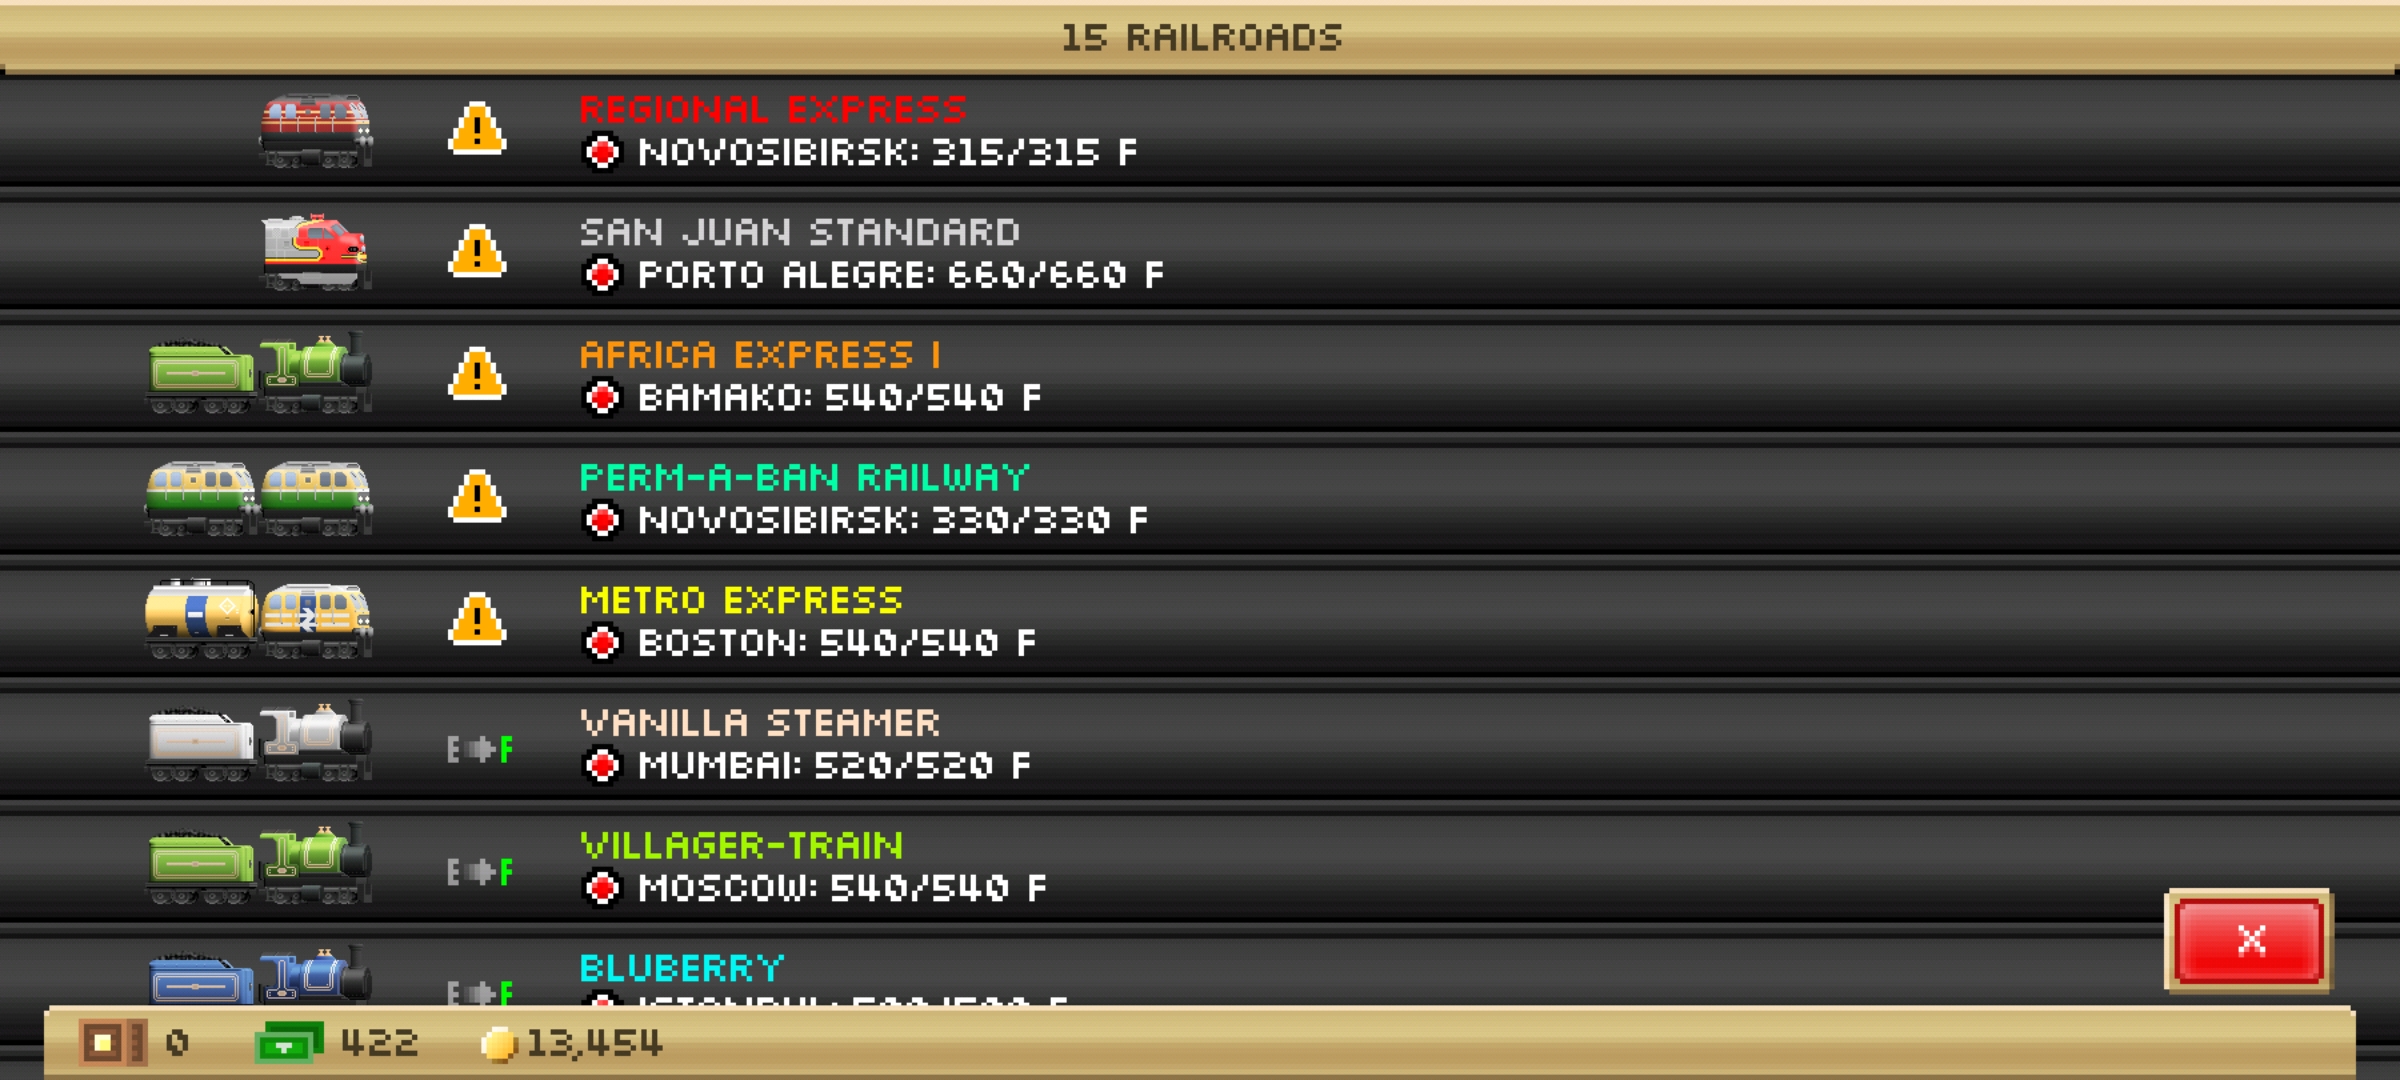 15 RAILROADS
REGIONAL EXPRESS
NOVOSIBIRSK: 315/315 F
SAN JUAN STANDARD
PORTO ALEGRE: 660/660 F
AFRICA EXPRESS I
BAMAKO: 540/540 F
PERM-A-BAN RAILWAY
NOVOSIBIRSK: 330/330 F
METRO EXPRESS
BOSTON: 540/540 F
VANILLA STEAMER
E F
MUMBAI: 520/520 F
VILLAGER-TRAIN
E F
MOSCOW: 540/540 F
BLUBERRY
E F
X
0 422 13,454